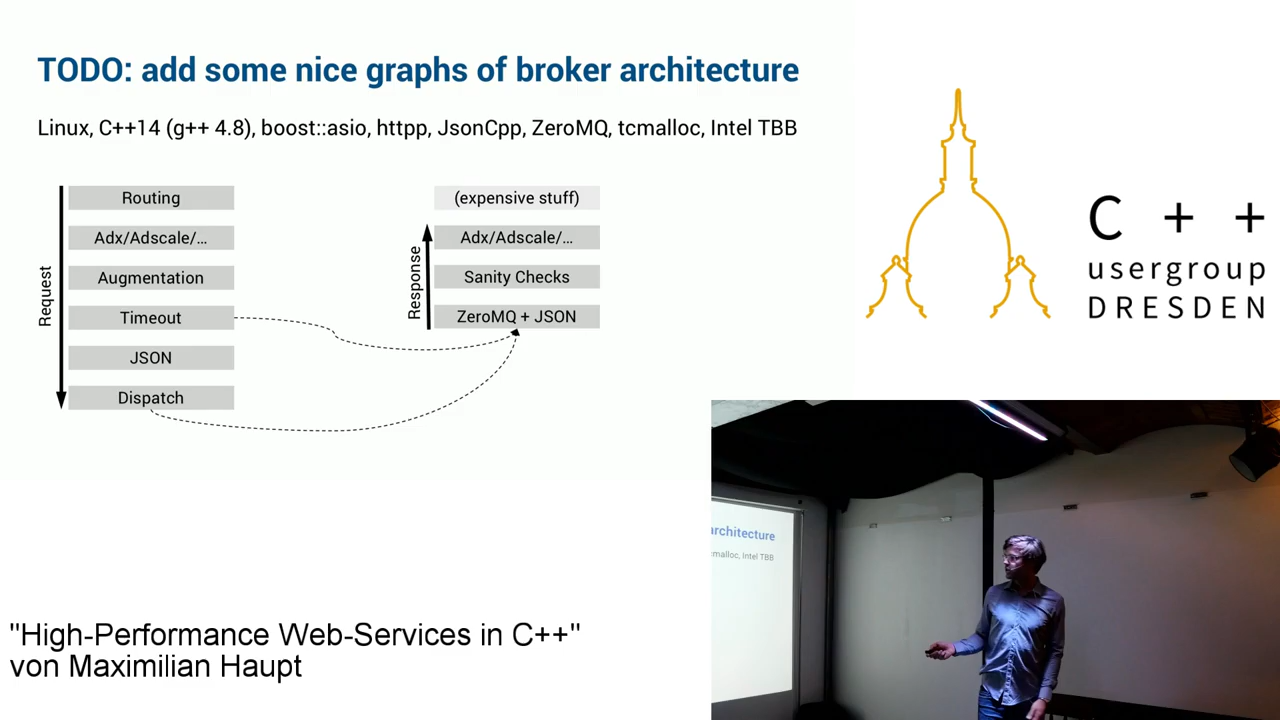 TODO: add some nice graphs of broker architecture
Linux, C++14 (g++ 4.8), boost::asio, httpp, JsonCpp, ZeroMQ, tcmalloc, Intel TBB
Request
Routing
Adx/Adscale/...
Augmentation
Timeout
JSON
Dispatch
Response
(expensive stuff)
Adx/Adscale/...
Sanity Checks
ZeroMQ + JSON
C + +
usergroup
DRESDEN
architecture
tcmalloc, Intel TBB
"High-Performance Web-Services in C++"
von Maximilian Haupt